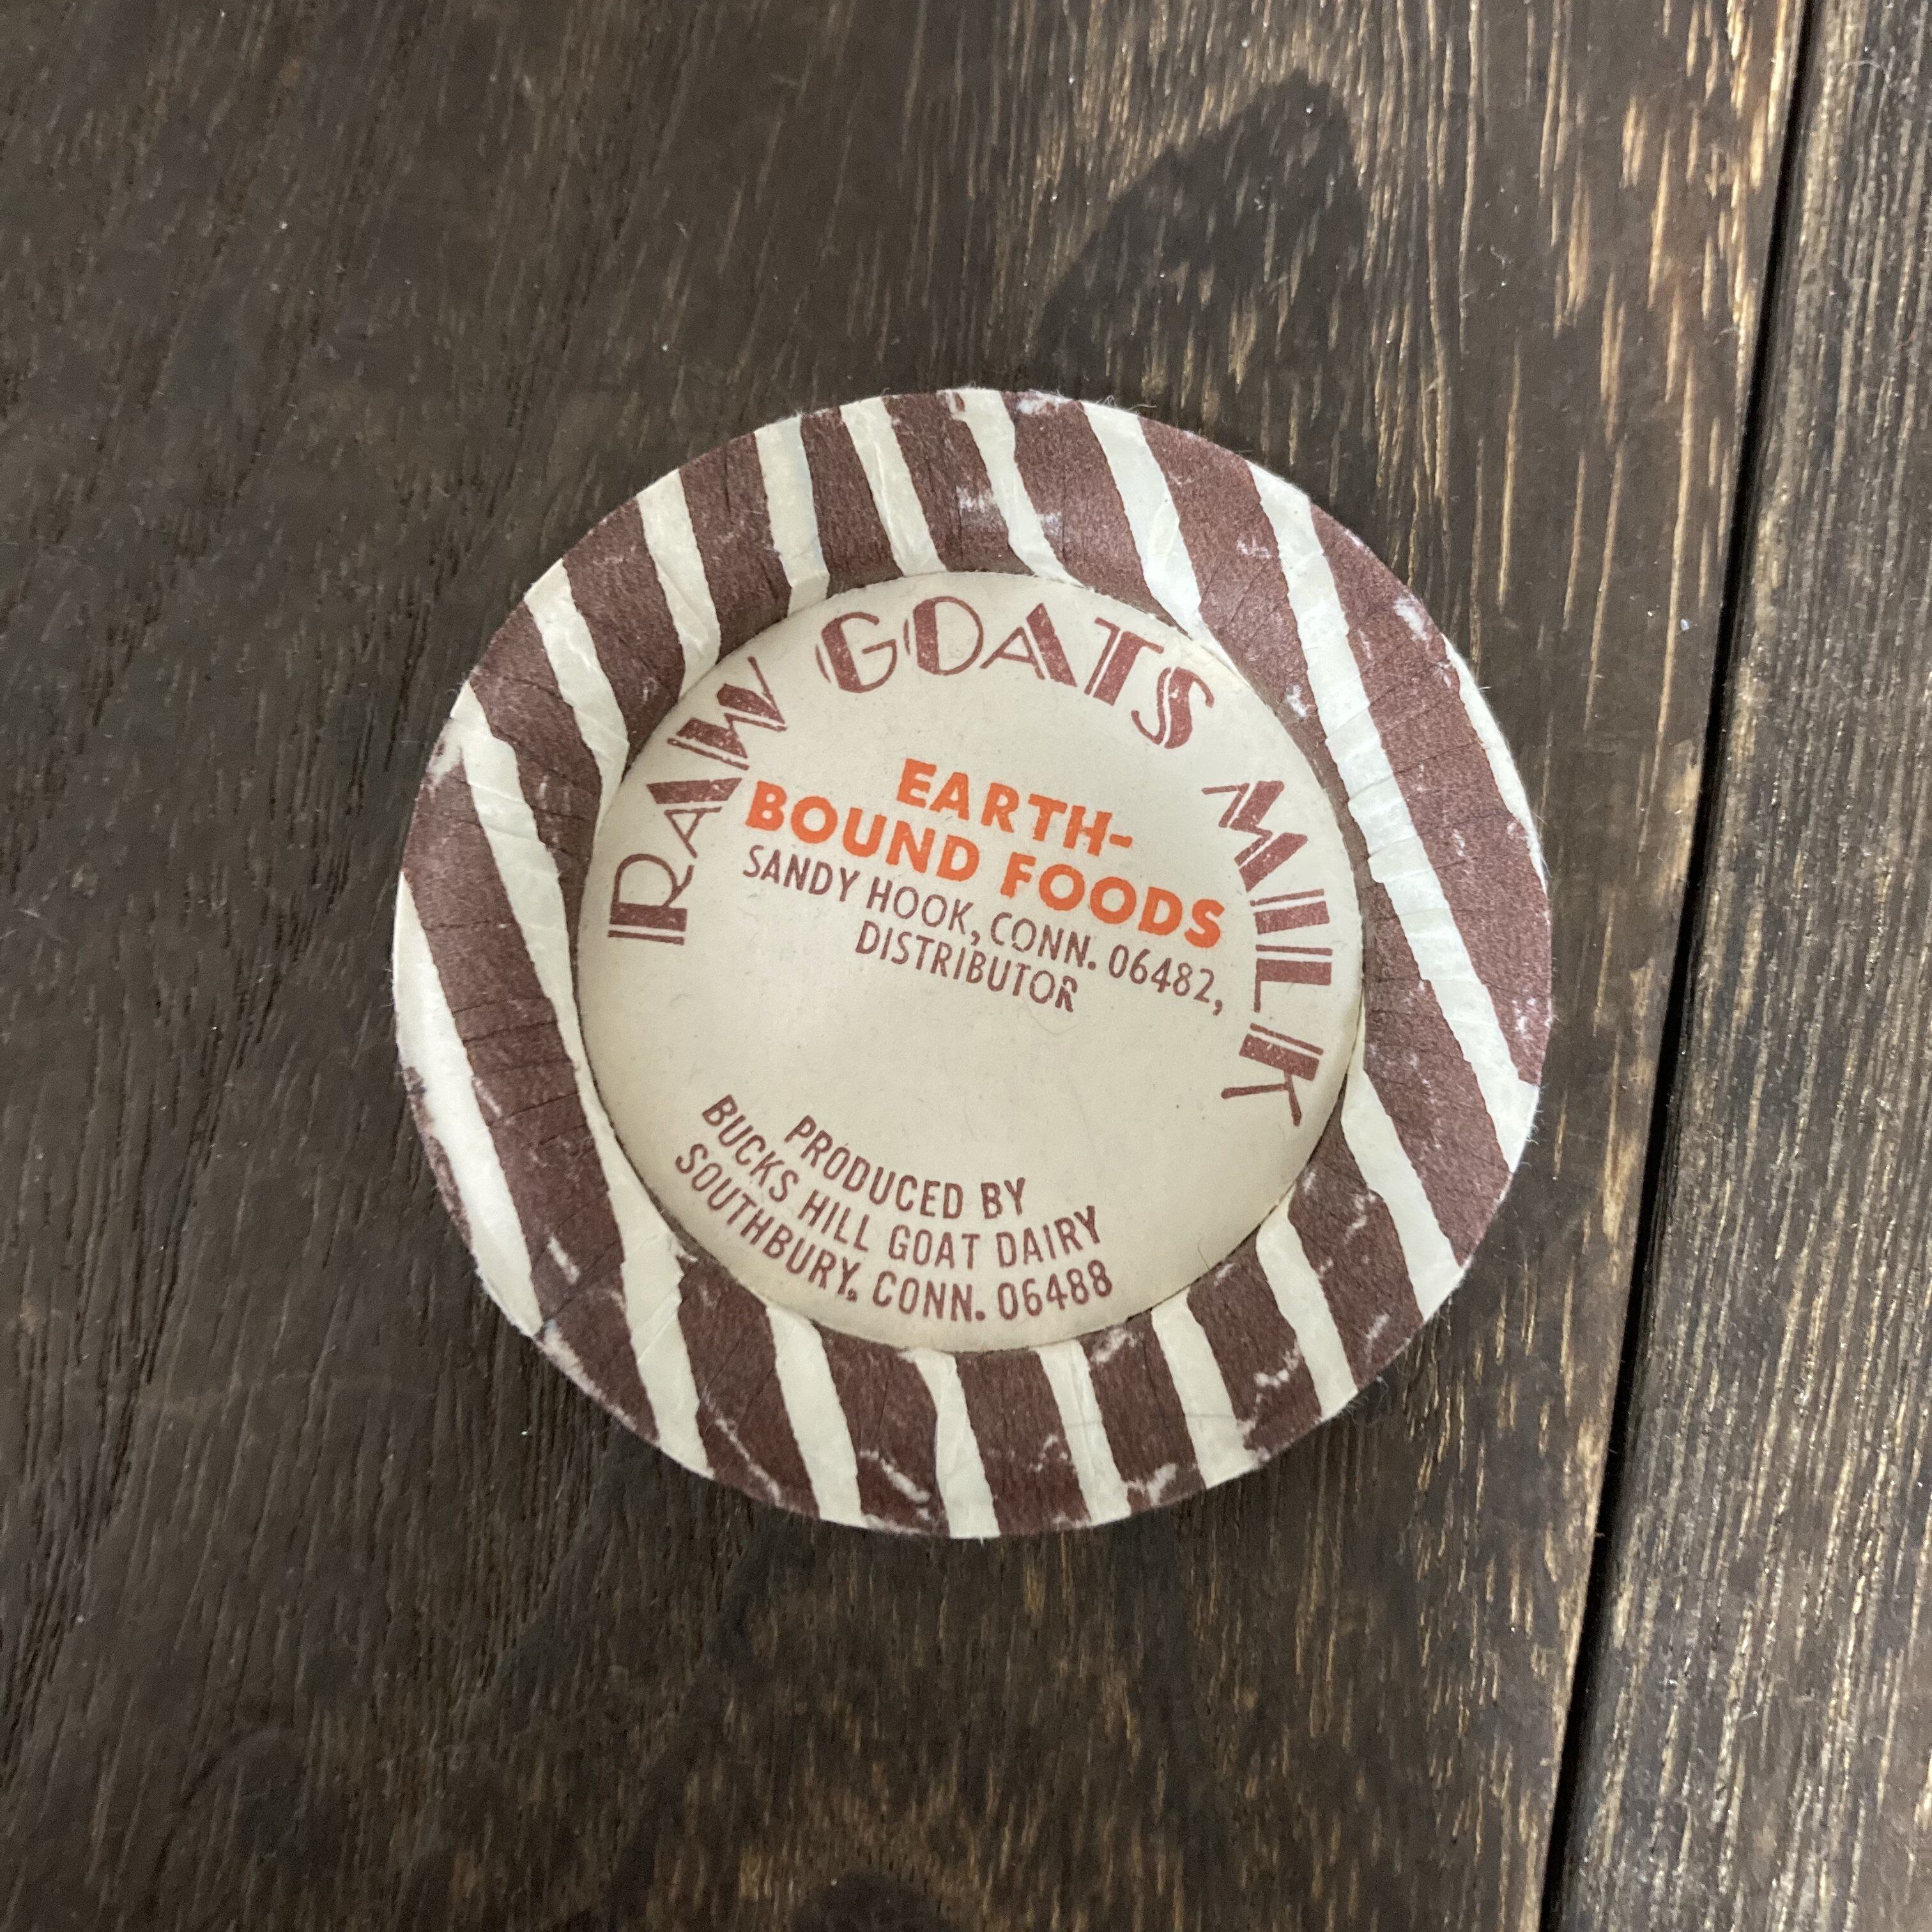 RAW GOATS MILK
EARTH-
BOUND FOODS
SANDY HOOK, CONN. 06482,
DISTRIBUTOR
PRODUCED BY
BUCKS HILL GOAT DAIRY
SOUTHBURY, CONN. 06488